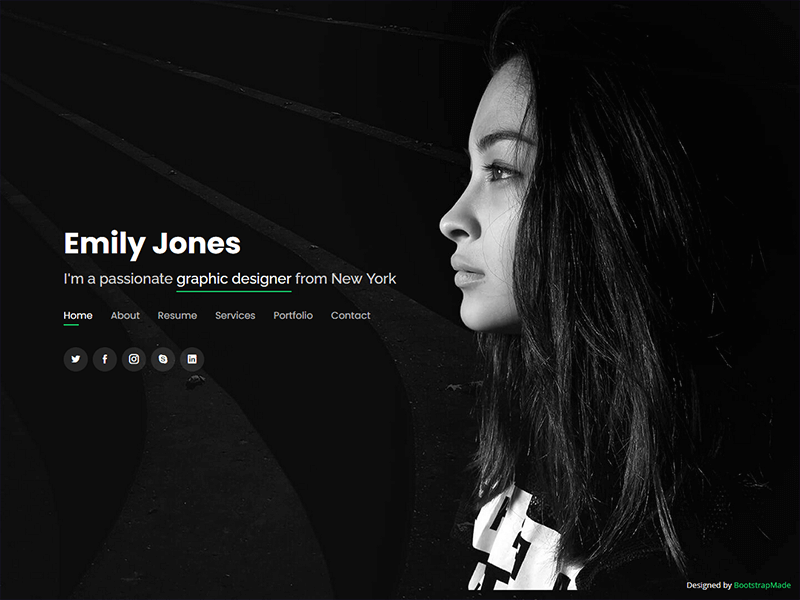 Emily Jones
I'm a passionate graphic designer from New York
Home About Resume Services Portfolio Contact
Designed by BootstrapMade